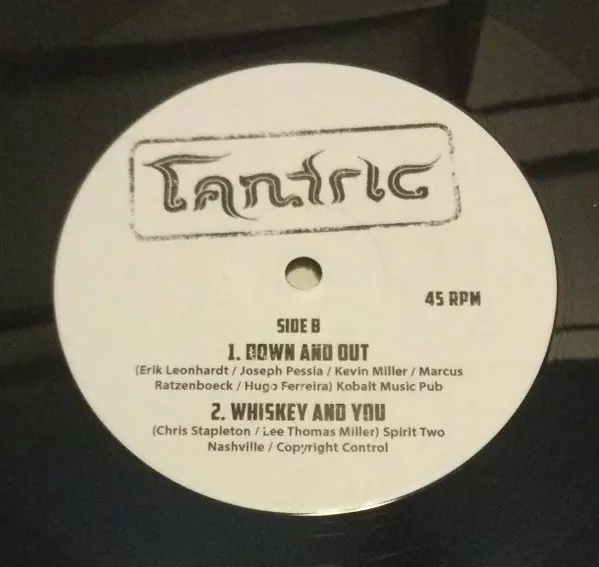 Tantric
45 RPM
SIDE B
1. DOWN AND OUT
(Erik Leonhardt / Joseph Pessia / Kevin Miller / Marcus
Ratzenboeck / Hugo Ferreira) Kobalt Music Pub
2. WHISKEY AND YOU
(Chris Stapleton / Lee Thomas Miller) Spirit Two
Nashville / Copyright Control